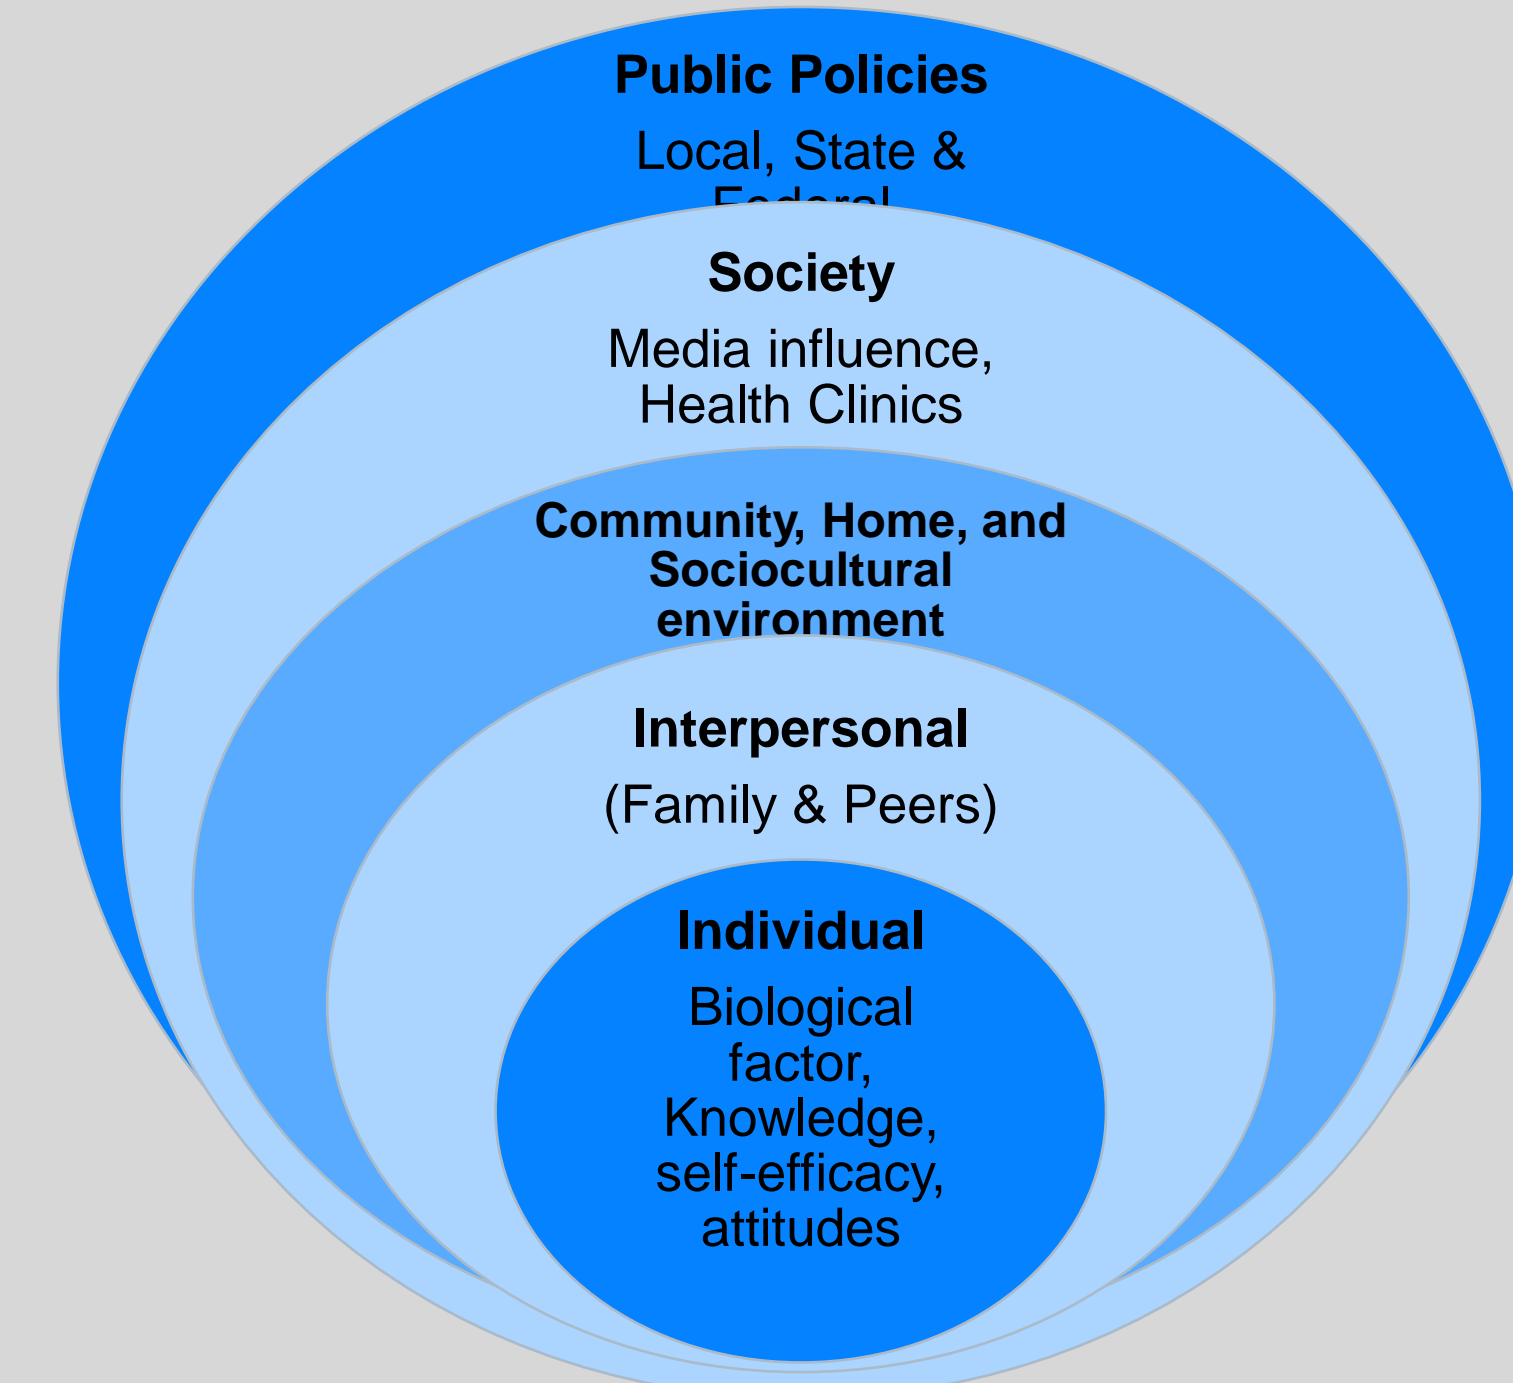 Public Policies
Local, State &
Federal
Society
Media influence,
Health Clinics
Community, Home, and
Sociocultural
environment
Interpersonal
(Family & Peers)
Individual
Biological
factor,
Knowledge,
self-efficacy,
attitudes